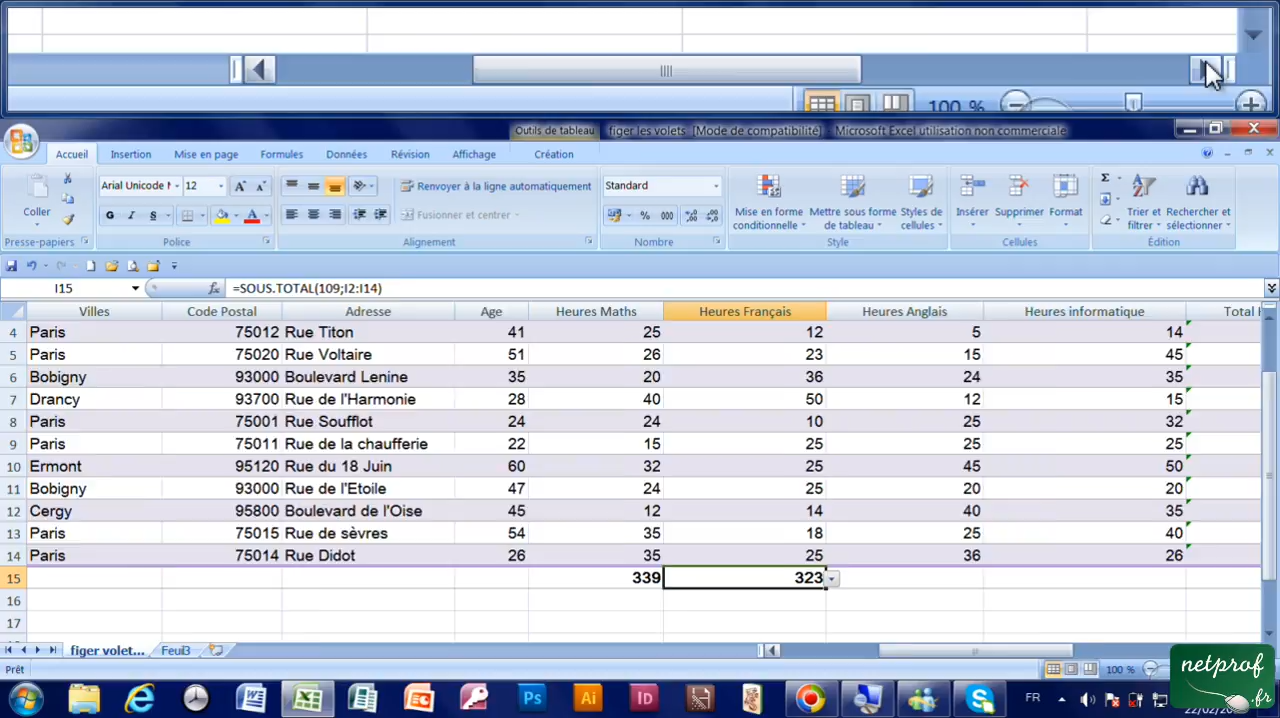 100 %
Outils de tableau figer les volets [Mode de compatibilité] - Microsoft Excel utilisation non commerciale
Accueil Insertion Mise en page Formules Données Révision Affichage Création
Coller
Presse-papiers
Arial Unicode M 12
G I S
Police
Renvoyer à la ligne automatiquement
Fusionner et centrer
Alignement
Standard
% 000
Nombre
Mise en forme conditionnelle
Mettre sous forme de tableau
Styles de cellules
Style
Insérer Supprimer Format
Cellules
Trier et filtrer
Rechercher et sélectionner
Édition
I15 fx =SOUS.TOTAL(109;I2:I14)
Villes Code Postal Adresse Age Heures Maths Heures Français Heures Anglais Heures informatique Total
4 Paris 75012 Rue Titon 41 25 12 5 14
5 Paris 75020 Rue Voltaire 51 26 23 15 45
6 Bobigny 93000 Boulevard Lenine 35 20 36 24 35
7 Drancy 93700 Rue de l'Harmonie 28 40 50 12 15
8 Paris 75001 Rue Soufflot 24 24 10 25 32
9 Paris 75011 Rue de la chaufferie 22 15 25 25 25
10 Ermont 95120 Rue du 18 Juin 60 32 25 45 50
11 Bobigny 93000 Rue de l'Etoile 47 24 25 20 20
12 Cergy 95800 Boulevard de l'Oise 45 12 14 40 35
13 Paris 75015 Rue de sèvres 54 35 18 25 40
14 Paris 75014 Rue Didot 26 35 25 36 26
15 339 323
16
17
figer volet... Feuil3
Prêt 100 %
Ps Ai Id FR
netprof.fr